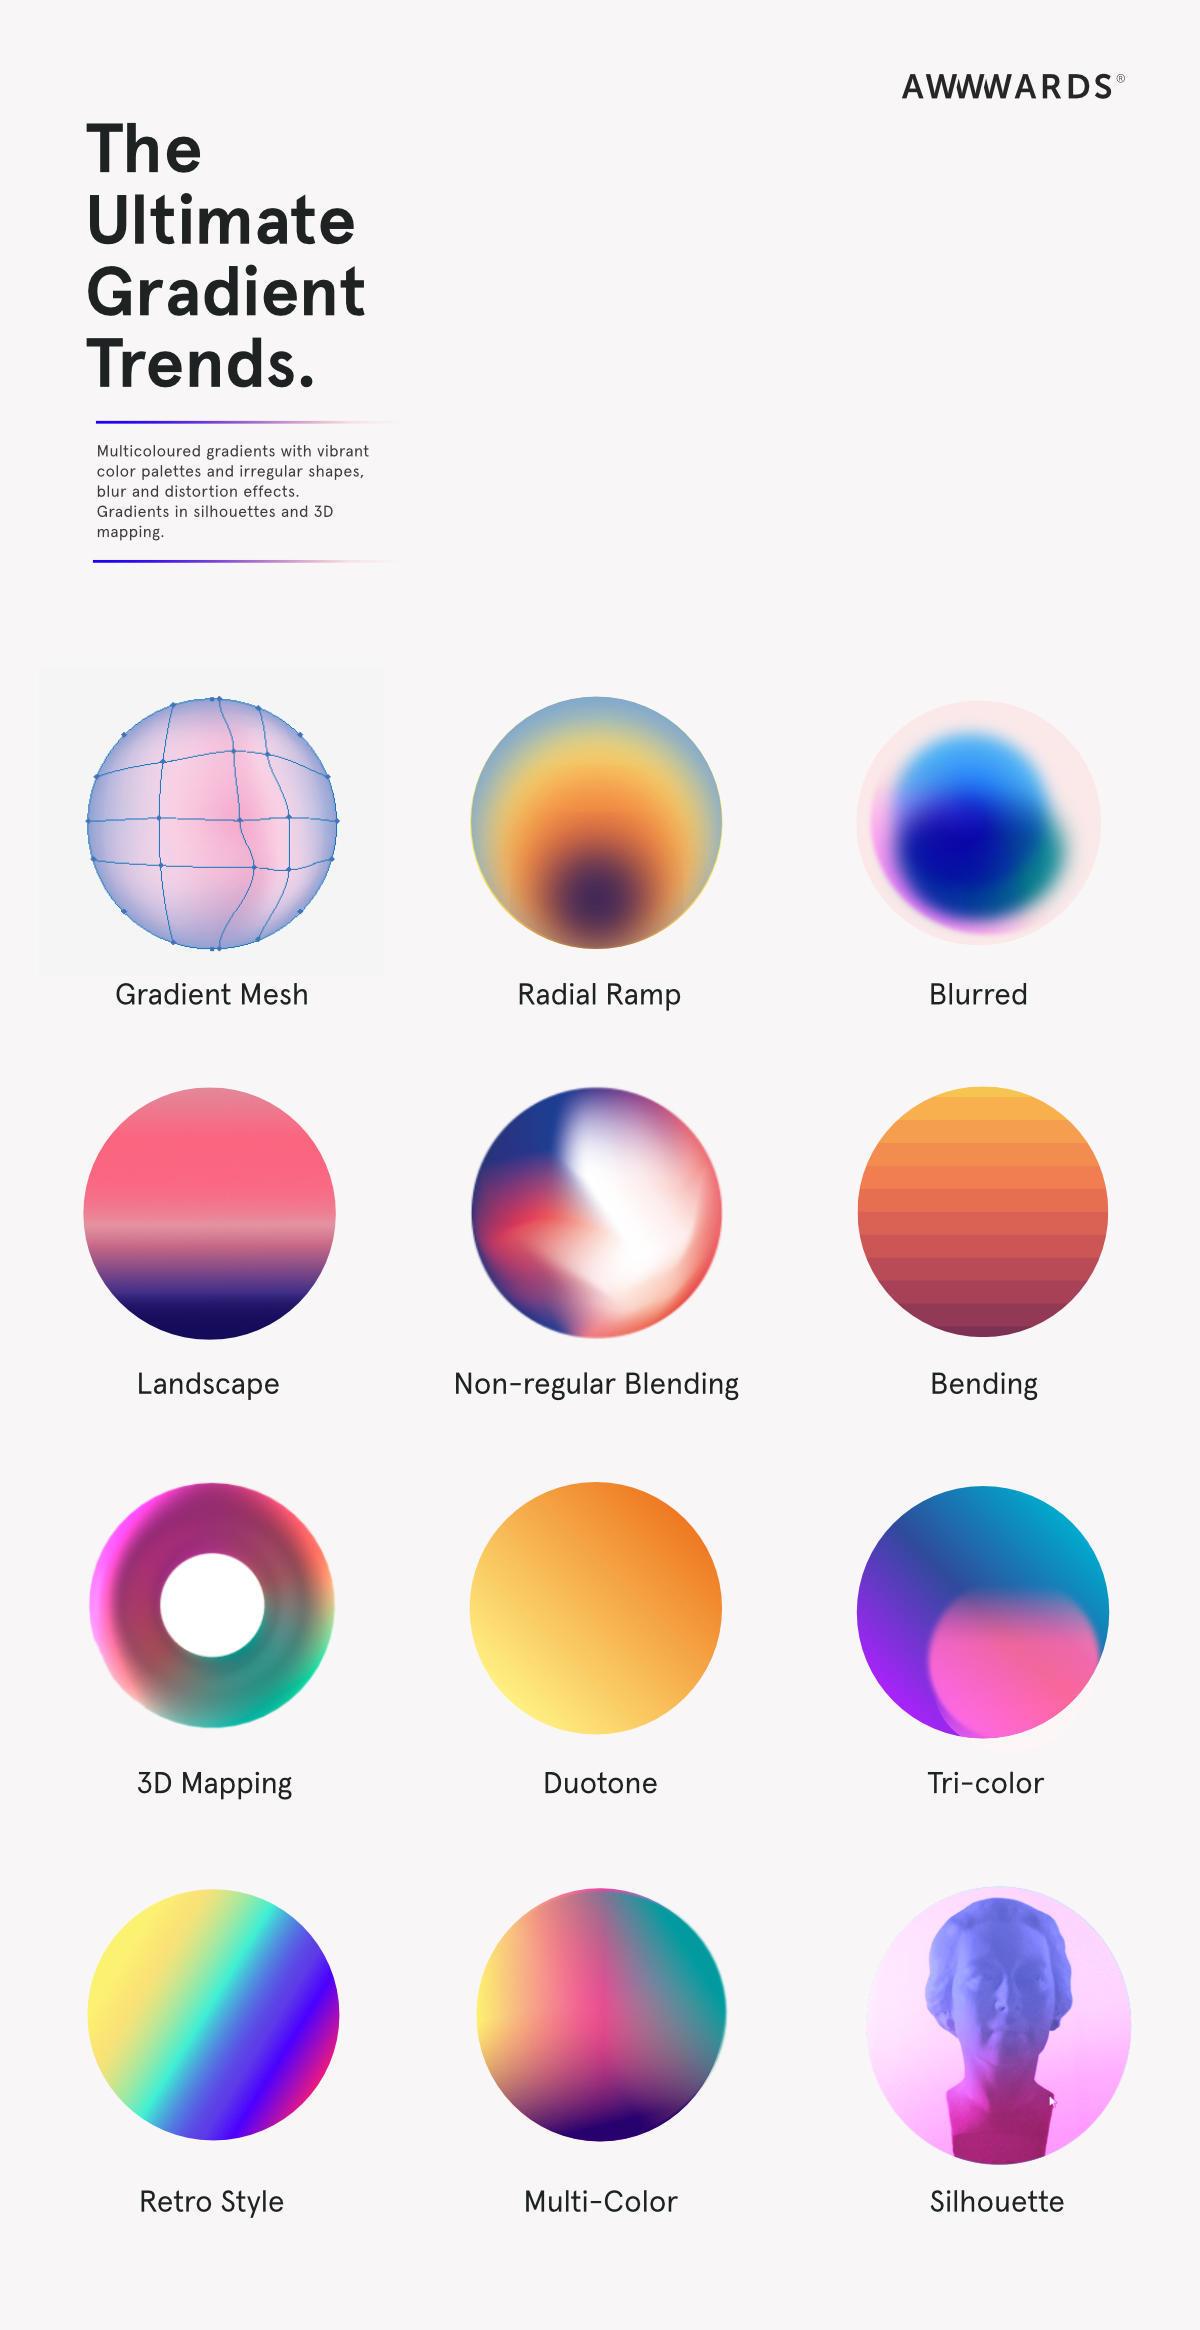 AWWWARDS®
The
Ultimate
Gradient
Trends.
Multicoloured gradients with vibrant
color palettes and irregular shapes,
blur and distortion effects.
Gradients in silhouettes and 3D
mapping.
Gradient Mesh
Radial Ramp
Blurred
Landscape
Non-regular Blending
Bending
3D Mapping
Duotone
Tri-color
Retro Style
Multi-Color
Silhouette